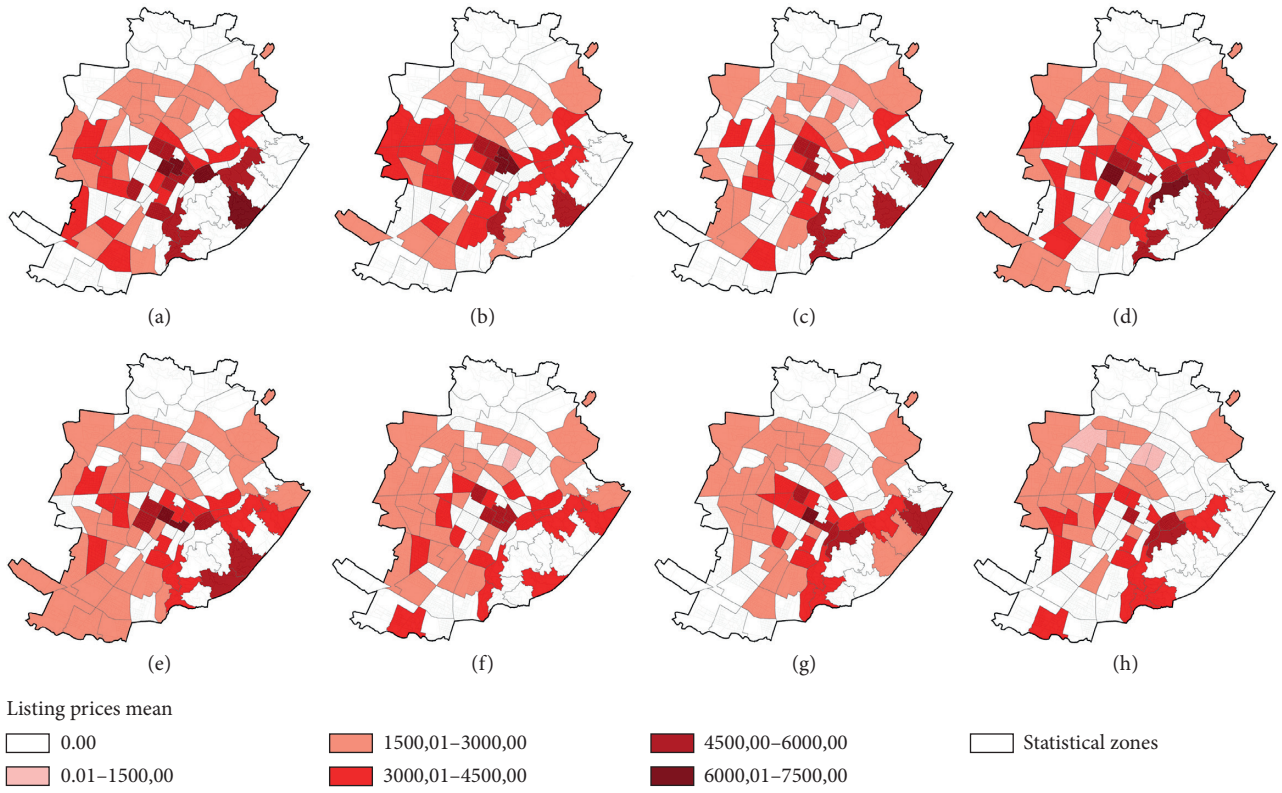 (a)
(b)
(c)
(d)
(e)
(f)
(g)
(h)
Listing prices mean
0.00
1500,01–3000,00
4500,00–6000,00
Statistical zones
0.01–1500,00
3000,01–4500,00
6000,01–7500,00